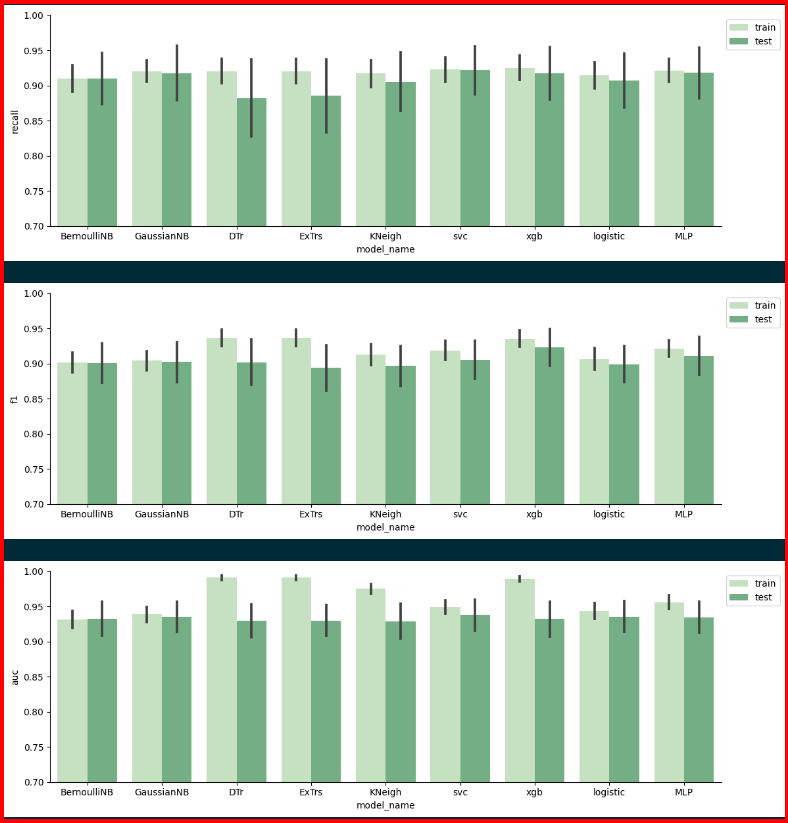 1.00
train
test
0.95
0.90
0.85
recall
0.80
0.75
0.70
BernoulliNB GaussianNB DTr ExTrs KNeigh svc xgb logistic MLP
model_name
1.00
train
test
0.95
0.90
0.85
f1
0.80
0.75
0.70
BernoulliNB GaussianNB DTr ExTrs KNeigh svc xgb logistic MLP
model_name
1.00
train
test
0.95
0.90
0.85
auc
0.80
0.75
0.70
BernoulliNB GaussianNB DTr ExTrs KNeigh svc xgb logistic MLP
model_name